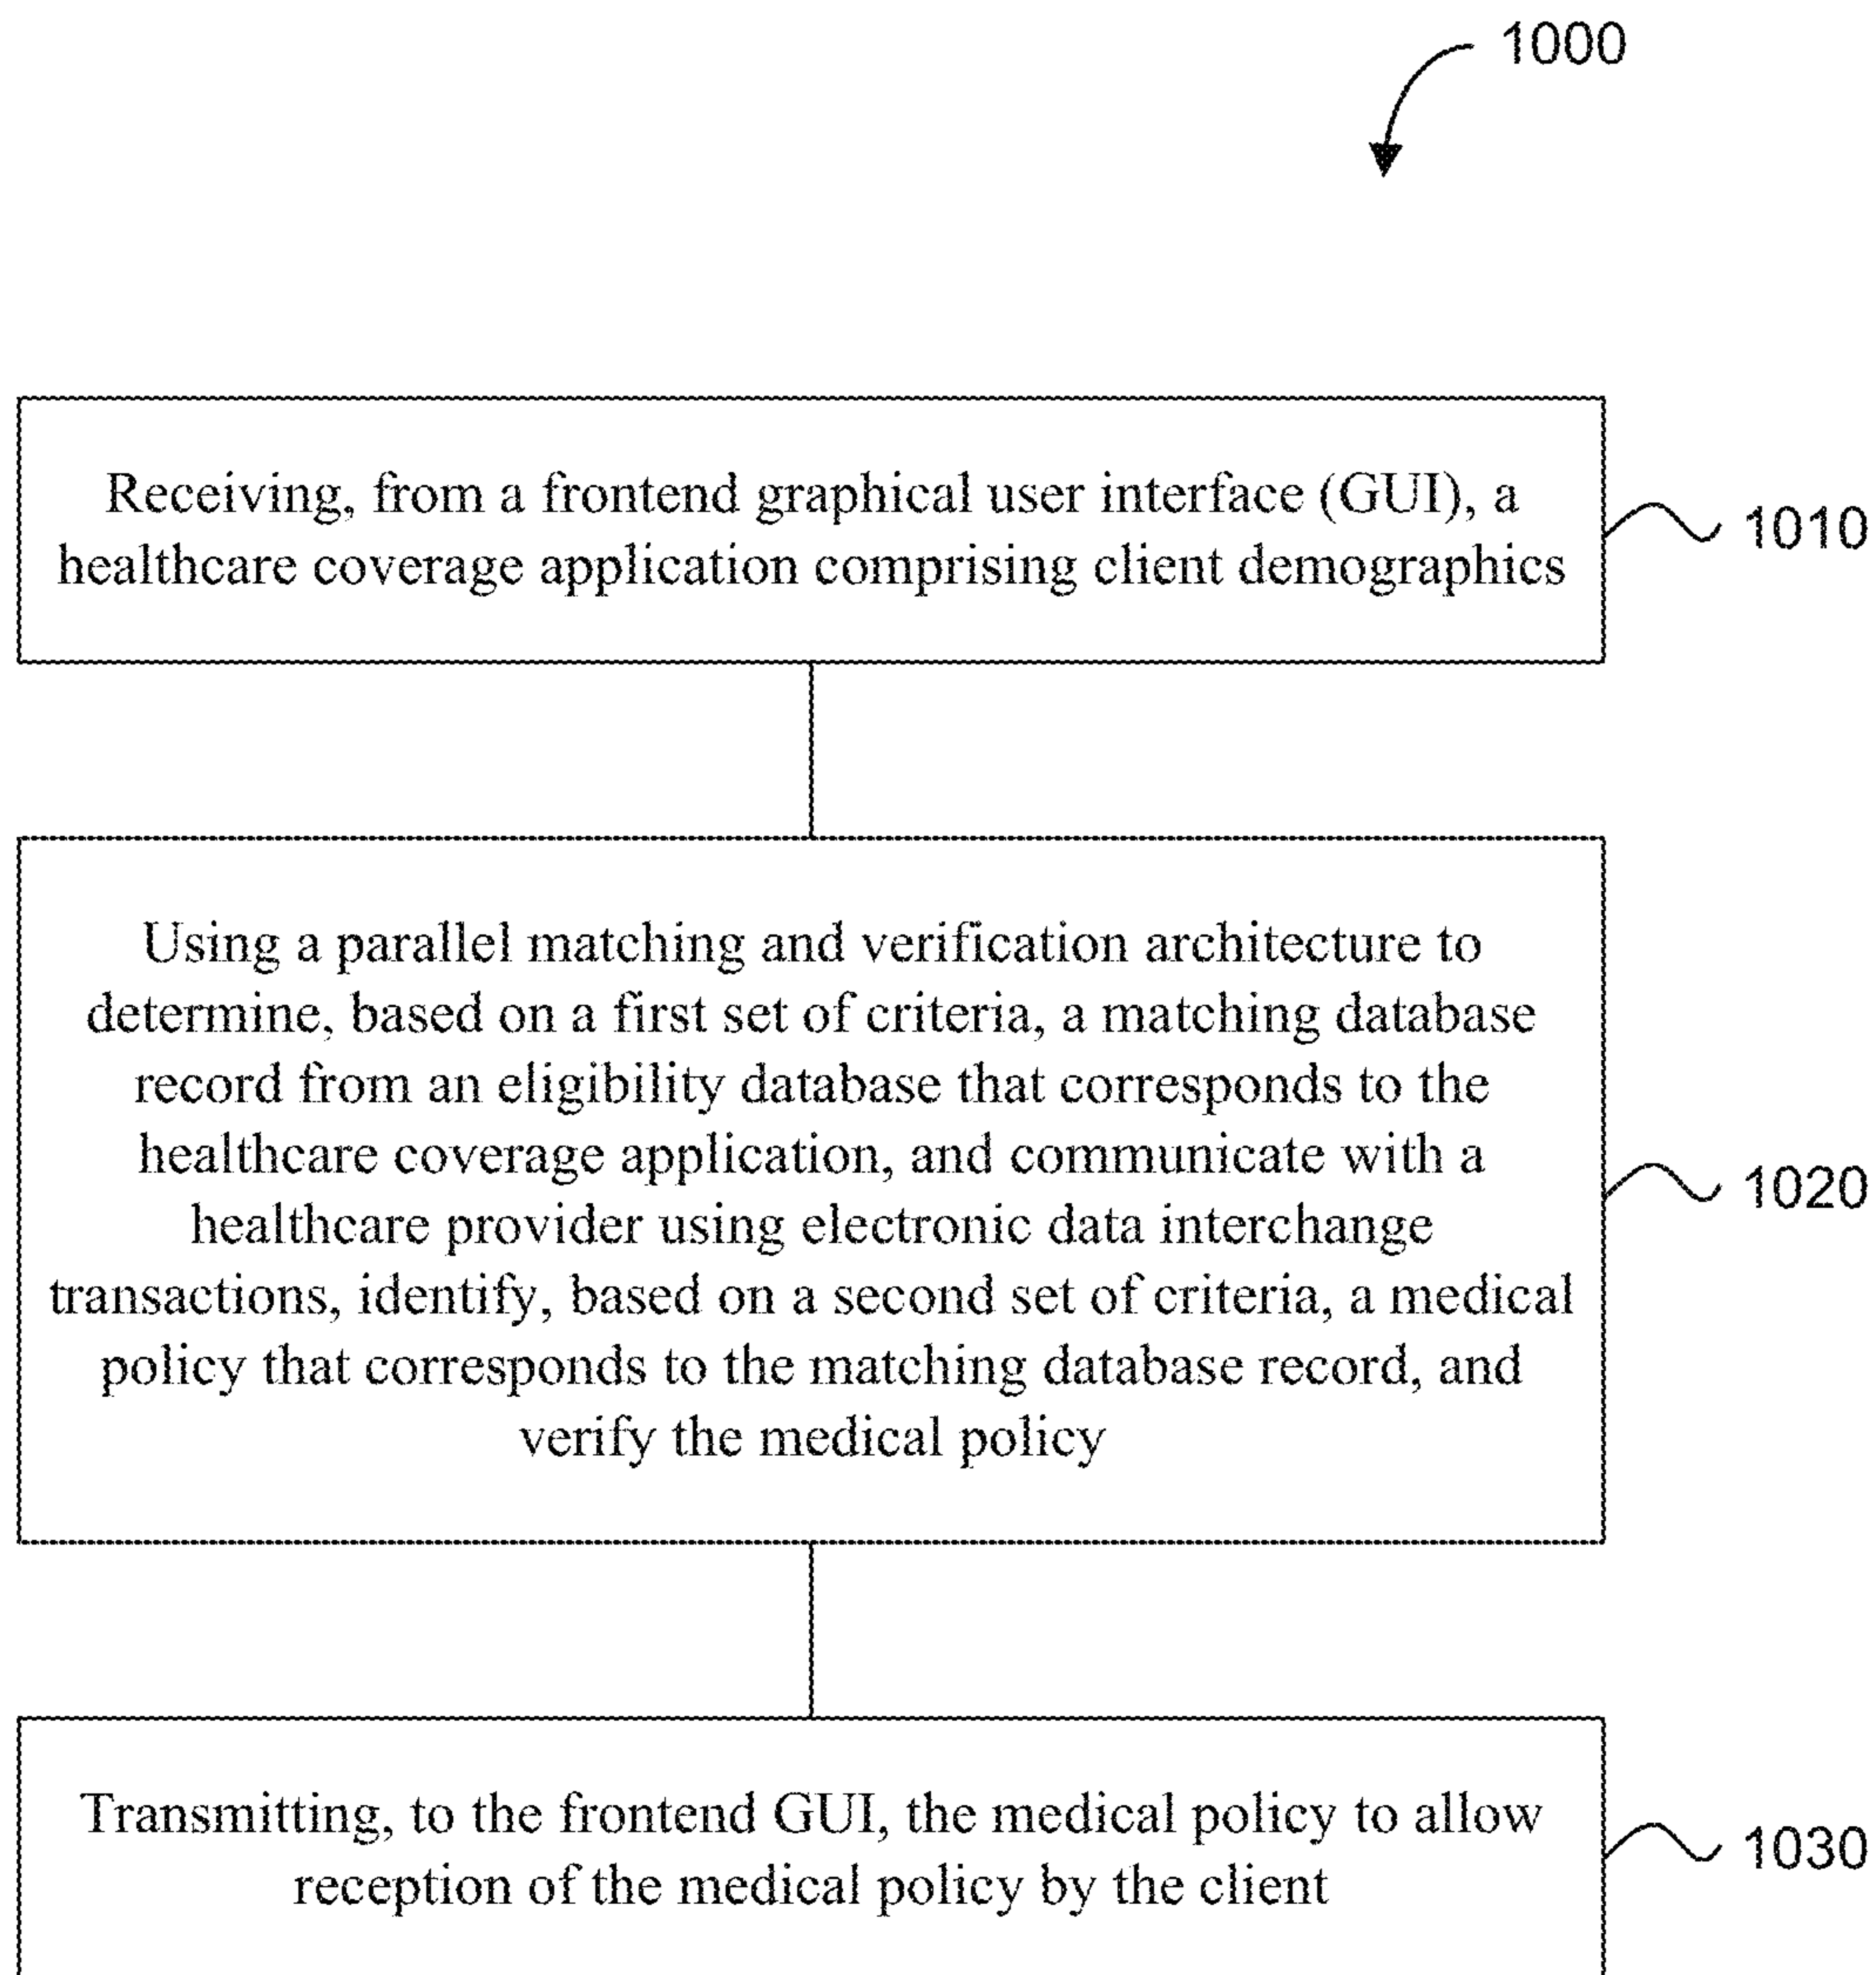 1000
Receiving, from a frontend graphical user interface (GUI), a
healthcare coverage application comprising client demographics
1010
Using a parallel matching and verification architecture to
determine, based on a first set of criteria, a matching database
record from an eligibility database that corresponds to the
healthcare coverage application, and communicate with a
healthcare provider using electronic data interchange
transactions, identify, based on a second set of criteria, a medical
policy that corresponds to the matching database record, and
verify the medical policy
1020
Transmitting, to the frontend GUI, the medical policy to allow
reception of the medical policy by the client
1030